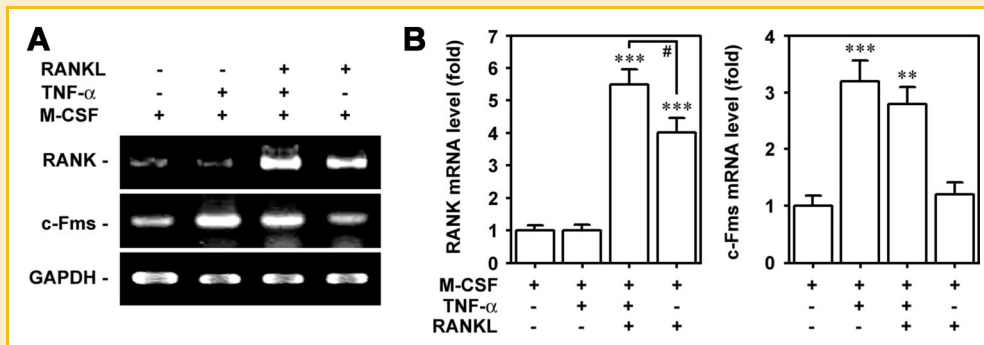 A
RANKL - - + +
TNF-α - + + -
M-CSF + + + +
RANK -
c-Fms -
GAPDH -
B
RANK mRNA level (fold)
7
6
5
4
3
2
1
0
***
#
***
M-CSF + + + +
TNF-α - + + -
RANKL - - + +
c-Fms mRNA level (fold)
4
3
2
1
0
***
**
+ + + +
- + + -
- - + +